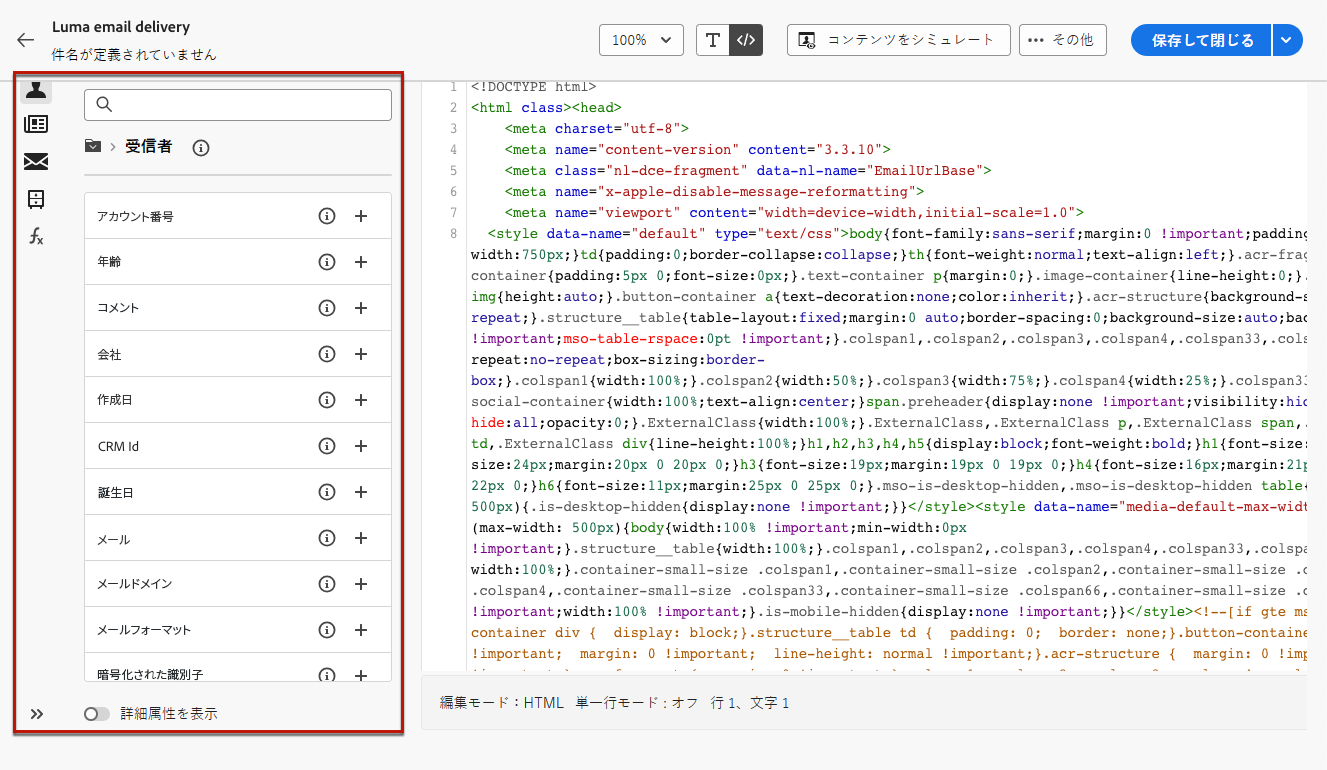 Luma email delivery
件名が定義されていません
100%
T </>
コンテンツをシミュレート
••• その他
保存して閉じる
受信者
アカウント番号
年齢
コメント
会社
作成日
CRM Id
誕生日
メール
メールドメイン
メールフォーマット
暗号化された識別子
詳細属性を表示
1 <!DOCTYPE html>
2 <html class><head>
3 <meta charset="utf-8">
4 <meta name="content-version" content="3.3.10">
5 <meta class="nl-dce-fragment" data-nl-name="EmailUrlBase">
6 <meta name="x-apple-disable-message-reformatting">
7 <meta name="viewport" content="width=device-width,initial-scale=1.0">
8 <style data-name="default" type="text/css">body{font-family:sans-serif;margin:0 !important;padding
width:750px;}td{padding:0;border-collapse:collapse;}th{font-weight:normal;text-align:left;}.acr-frag
container{padding:5px 0;font-size:0px;}.text-container p{margin:0;}.image-container{line-height:0;}.
img{height:auto;}.button-container a{text-decoration:none;color:inherit;}.acr-structure{background-s
repeat;}.structure__table{table-layout:fixed;margin:0 auto;border-spacing:0;background-size:auto;bac
!important;mso-table-rspace:0pt !important;}.colspan1,.colspan2,.colspan3,.colspan4,.colspan33,.cols
repeat:no-repeat;box-sizing:border-
box;}.colspan1{width:100%;}.colspan2{width:50%;}.colspan3{width:75%;}.colspan4{width:25%;}.colspan33
social-container{width:100%;text-align:center;}span.preheader{display:none !important;visibility:hid
hide:all;opacity:0;}.ExternalClass{width:100%;}.ExternalClass,.ExternalClass p,.ExternalClass span,.
td,.ExternalClass div{line-height:100%;}h1,h2,h3,h4,h5{display:block;font-weight:bold;}h1{font-size:
size:24px;margin:20px 0 20px 0;}h3{font-size:19px;margin:19px 0 19px 0;}h4{font-size:16px;margin:21p
22px 0;}h6{font-size:11px;margin:25px 0 25px 0;}.mso-is-desktop-hidden,.mso-is-desktop-hidden table{
500px){.is-desktop-hidden{display:none !important;}}</style><style data-name="media-default-max-widt
(max-width: 500px){body{width:100% !important;min-width:0px
!important;}.structure__table{width:100%;}.colspan1,.colspan2,.colspan3,.colspan4,.colspan33,.colspa
width:100%;}.container-small-size .colspan1,.container-small-size .colspan2,.container-small-size .c
.colspan4,.container-small-size .colspan33,.container-small-size .colspan66,.container-small-size .c
!important;width:100% !important;}.is-mobile-hidden{display:none !important;}}</style><!--[if gte ms
container div {  display: block;}.structure__table td {  padding: 0;  border: none;}.button-containe
!important;  margin: 0 !important;  line-height: normal !important;}.acr-structure {  margin: 0 !imp
編集モード：HTML 単一行モード : オフ 行 1、文字 1